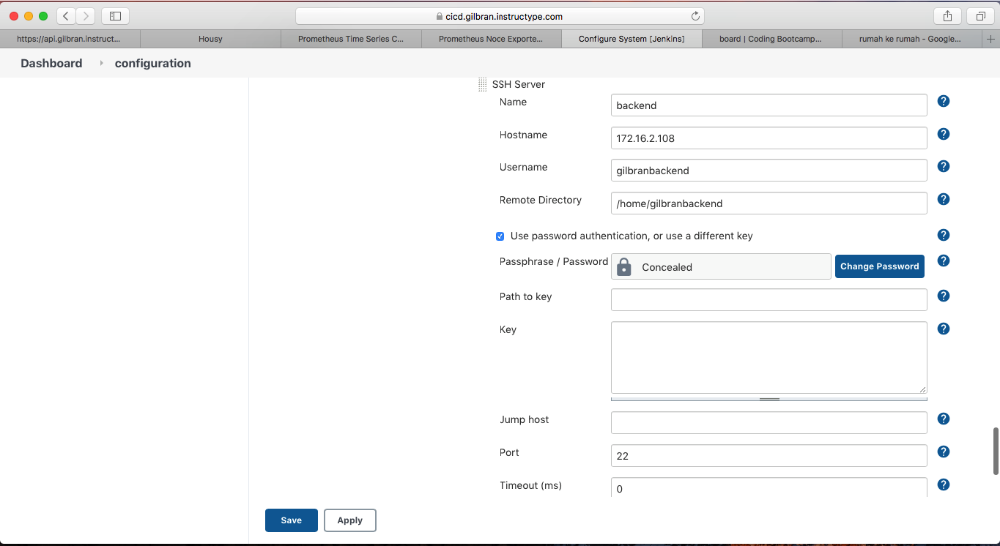 cicd.gilbran.instructype.com
https://api.gilbran.instruct...
Housy
Prometheus Time Series C...
Prometheus Noce Exporte...
Configure System [Jenkins]
board | Coding Bootcamp...
rumah ke rumah - Google...
Dashboard
configuration
SSH Server
Name
backend
Hostname
172.16.2.108
Username
gilbranbackend
Remote Directory
/home/gilbranbackend
Use password authentication, or use a different key
Passphrase / Password
Concealed
Change Password
Path to key
Key
Jump host
Port
22
Timeout (ms)
0
Save
Apply